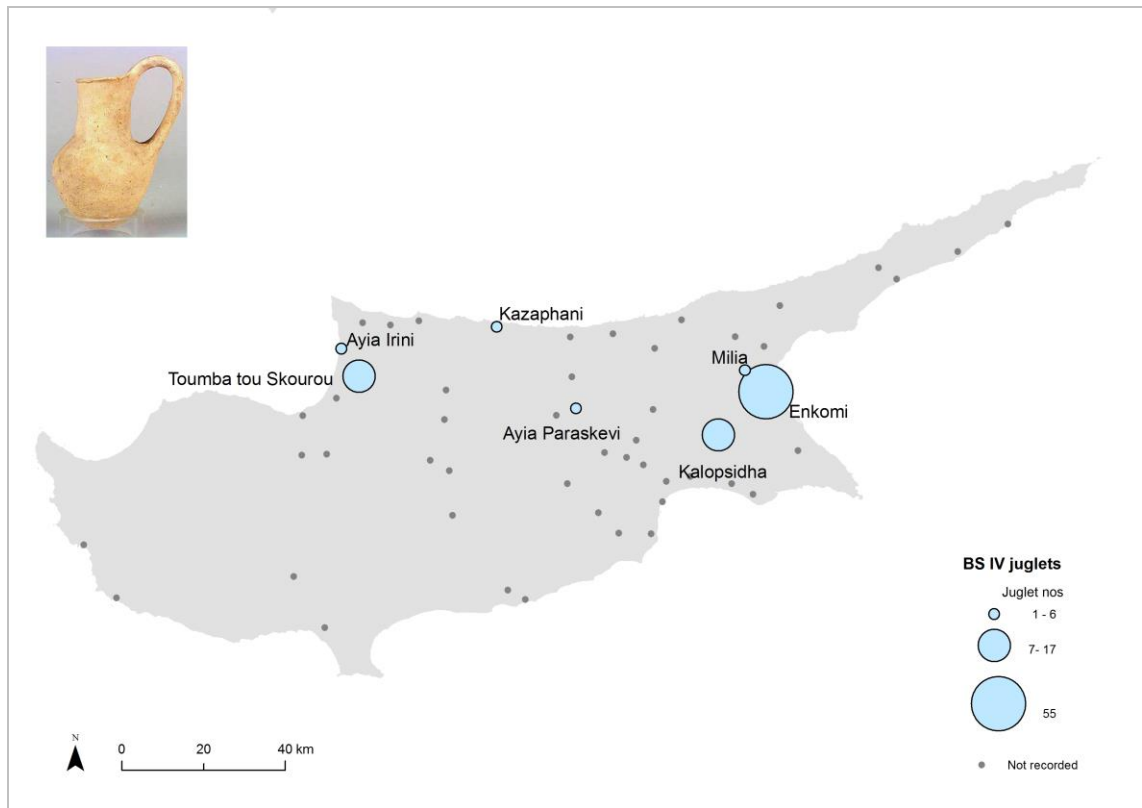 Kazaphani
Ayia Irini
Toumba tou Skourou
Milia
Enkomi
Ayia Paraskevi
Kalopsidha
BS IV juglets
Juglet nos
1 - 6
7- 17
55
Not recorded
N
0 20 40 km